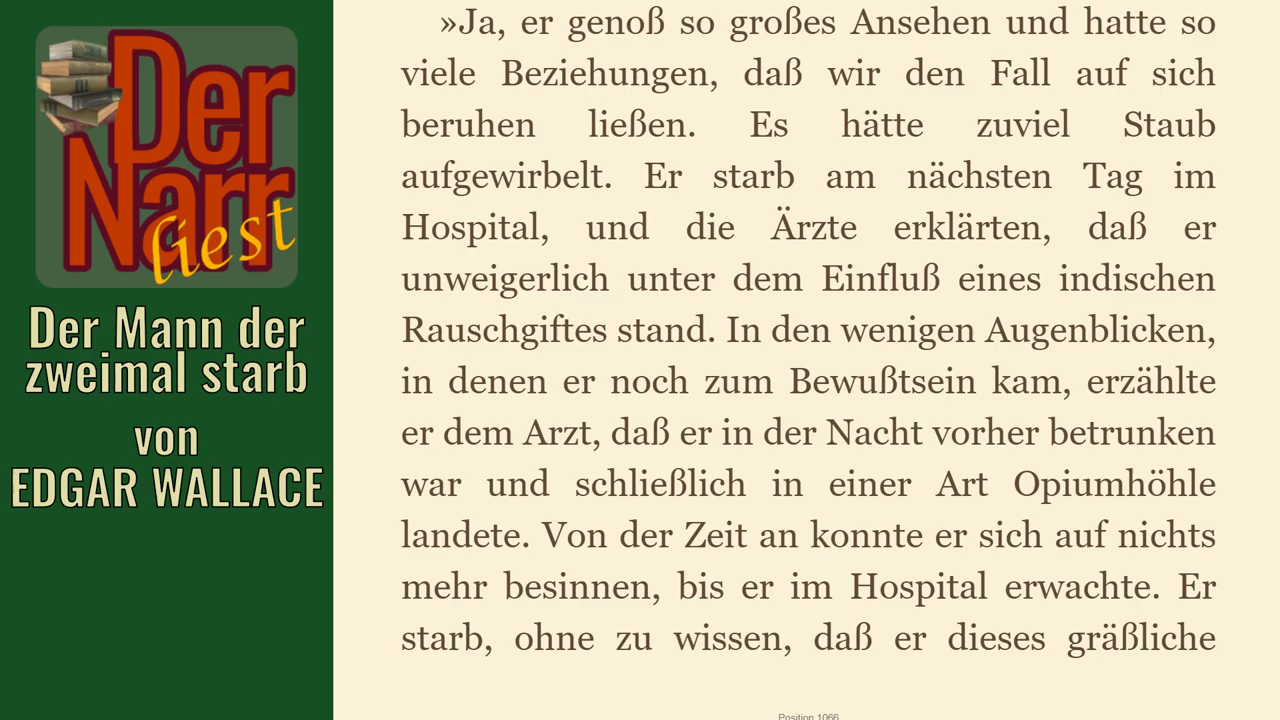 Der
Narr
liest
Der Mann der
zweimal starb
von
EDGAR WALLACE
»Ja, er genoß so großes Ansehen und hatte so
viele Beziehungen, daß wir den Fall auf sich
beruhen ließen. Es hätte zuviel Staub
aufgewirbelt. Er starb am nächsten Tag im
Hospital, und die Ärzte erklärten, daß er
unweigerlich unter dem Einfluß eines indischen
Rauschgiftes stand. In den wenigen Augenblicken,
in denen er noch zum Bewußtsein kam, erzählte
er dem Arzt, daß er in der Nacht vorher betrunken
war und schließlich in einer Art Opiumhöhle
landete. Von der Zeit an konnte er sich auf nichts
mehr besinnen, bis er im Hospital erwachte. Er
starb, ohne zu wissen, daß er dieses gräßliche
Position 1066